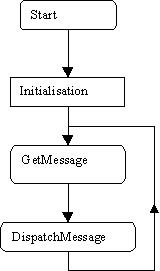 Start
Initialisation
GetMessage
DispatchMessage